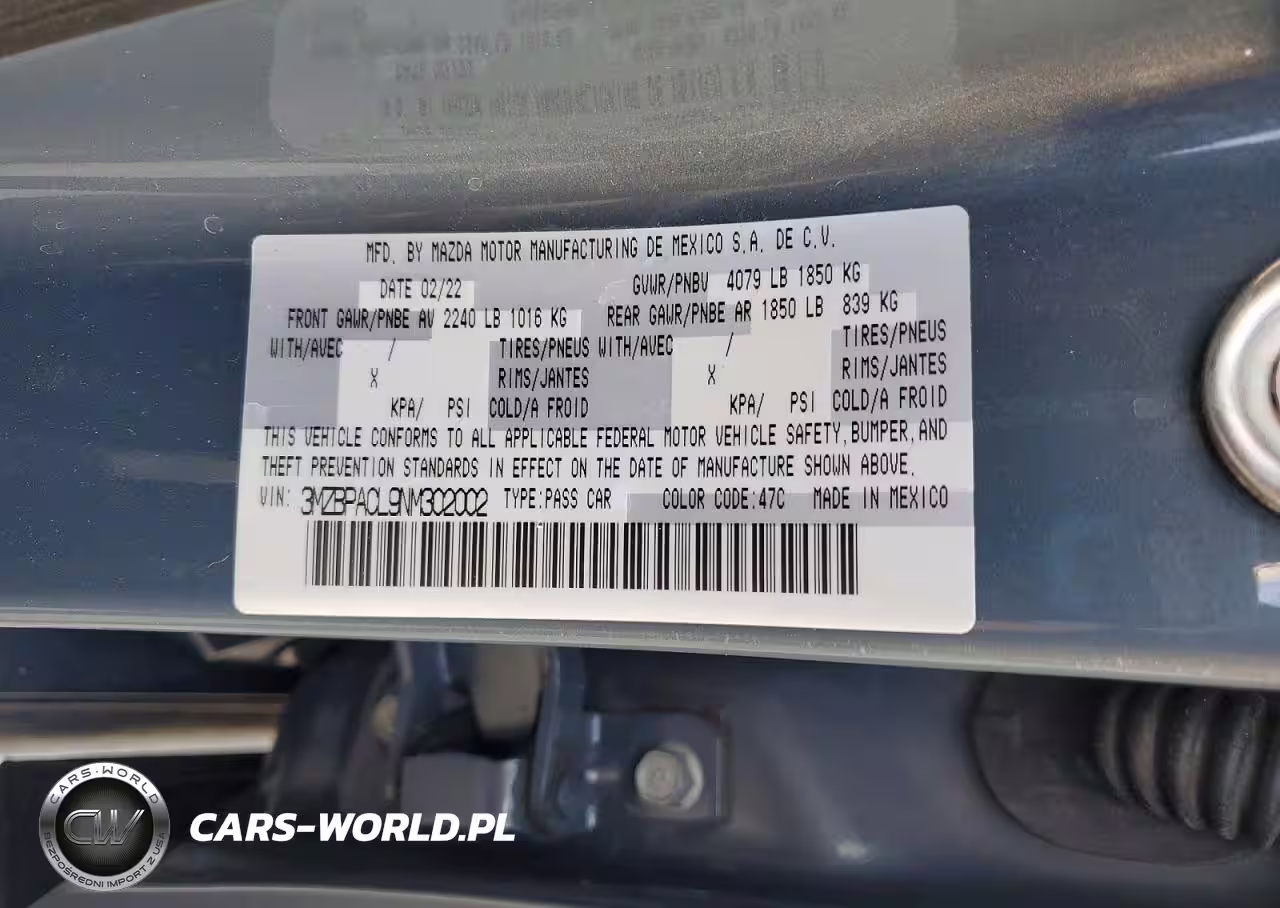 MFD. BY MAZDA MOTOR MANUFACTURING DE MEXICO S.A. DE C.V.
DATE 02/22 GVWR/PNBV 4079 LB 1850 KG
FRONT GAWR/PNBE AV 2240 LB 1016 KG REAR GAWR/PNBE AR 1850 LB 839 KG
WITH/AVEC / TIRES/PNEUS WITH/AVEC / TIRES/PNEUS
X RIMS/JANTES X RIMS/JANTES
KPA/ PSI COLD/A FROID KPA/ PSI COLD/A FROID
THIS VEHICLE CONFORMS TO ALL APPLICABLE FEDERAL MOTOR VEHICLE SAFETY, BUMPER, AND
THEFT PREVENTION STANDARDS IN EFFECT ON THE DATE OF MANUFACTURE SHOWN ABOVE.
VIN: 3MZBPACL9NM302002 TYPE:PASS CAR COLOR CODE:47C MADE IN MEXICO
CARS-WORLD
CW
BEZPOŚREDNI IMPORT Z USA
CARS-WORLD.PL